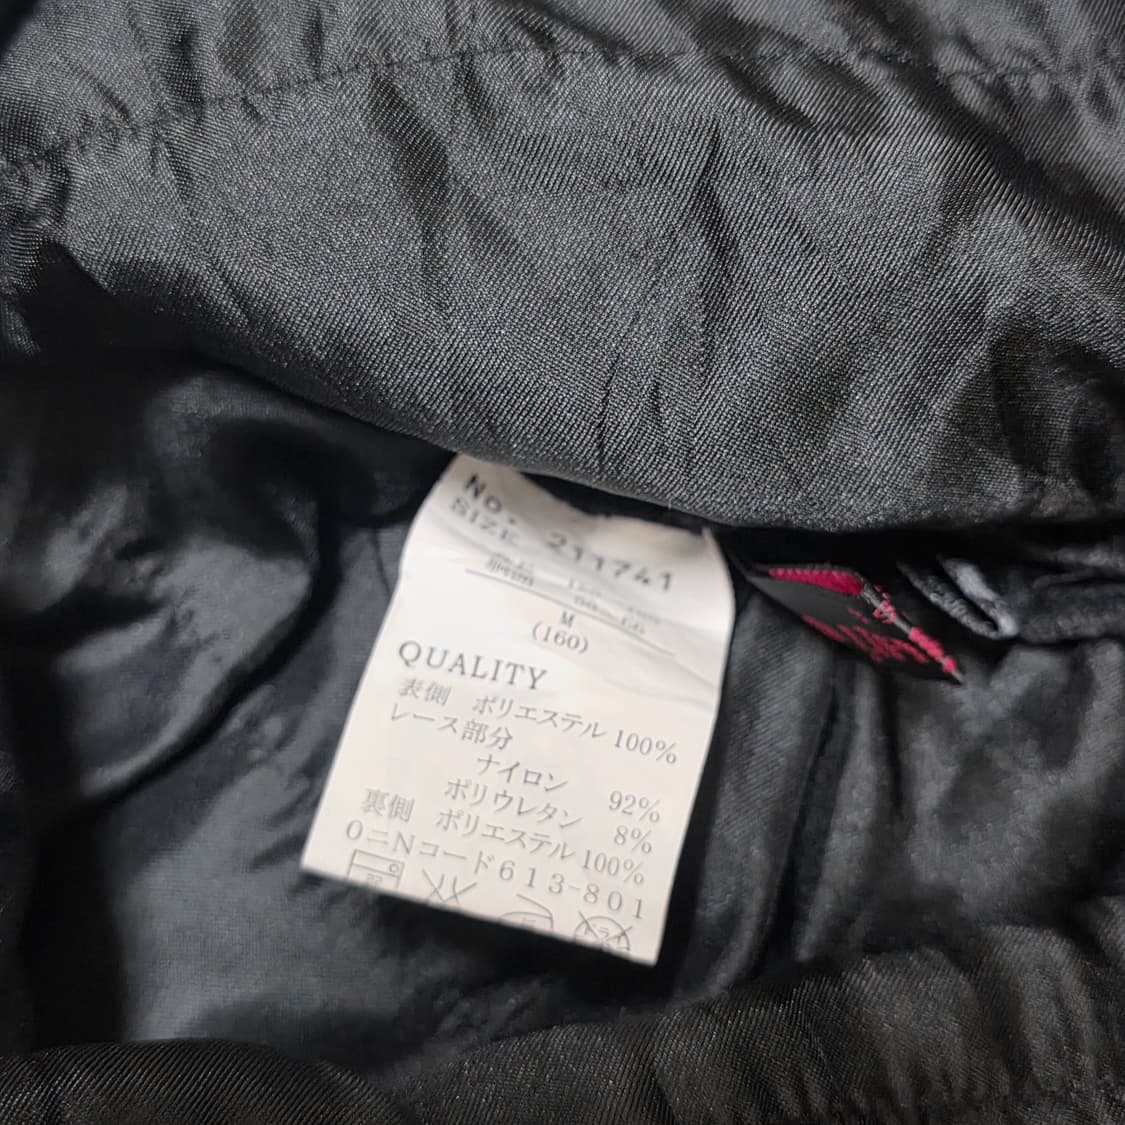 No. 211741
SIZE
M
(160)
QUALITY
表側 ポリエステル 100%
レース部分
ナイロン 92%
ポリウレタン 8%
裏側 ポリエステル 100%
0ニNコード613-801